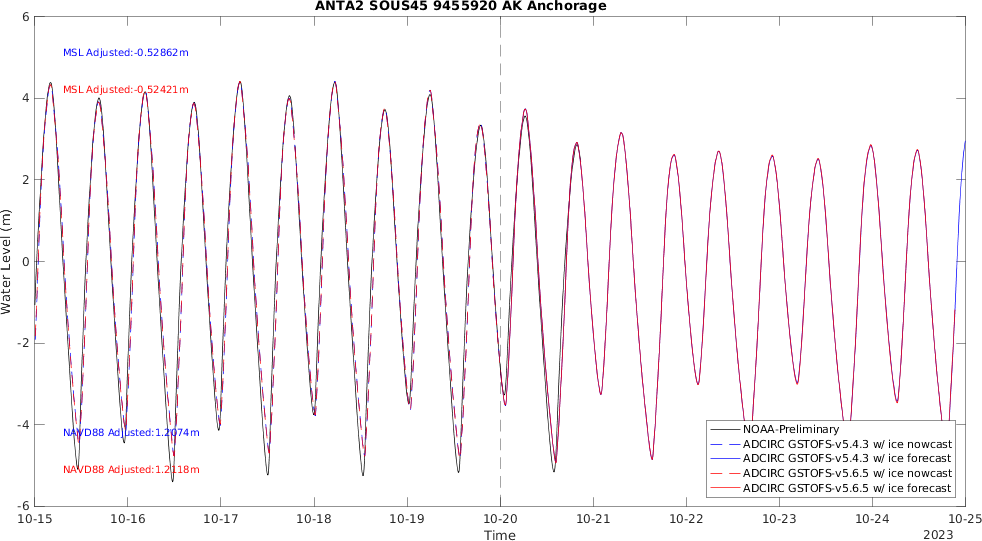 ANTA2 SOUS45 9455920 AK Anchorage
6
MSL Adjusted:-0.52862m
4
MSL Adjusted:-0.52421m
2
0
-2
-4
-6
Water Level (m)
NAVD88 Adjusted:1.2074m
NAVD88 Adjusted:1.2118m
NOAA-Preliminary
ADCIRC GSTOFS-v5.4.3 w/ ice nowcast
ADCIRC GSTOFS-v5.4.3 w/ ice forecast
ADCIRC GSTOFS-v5.6.5 w/ ice nowcast
ADCIRC GSTOFS-v5.6.5 w/ ice forecast
10-15 10-16 10-17 10-18 10-19 10-20 10-21 10-22 10-23 10-24 10-25
Time
2023